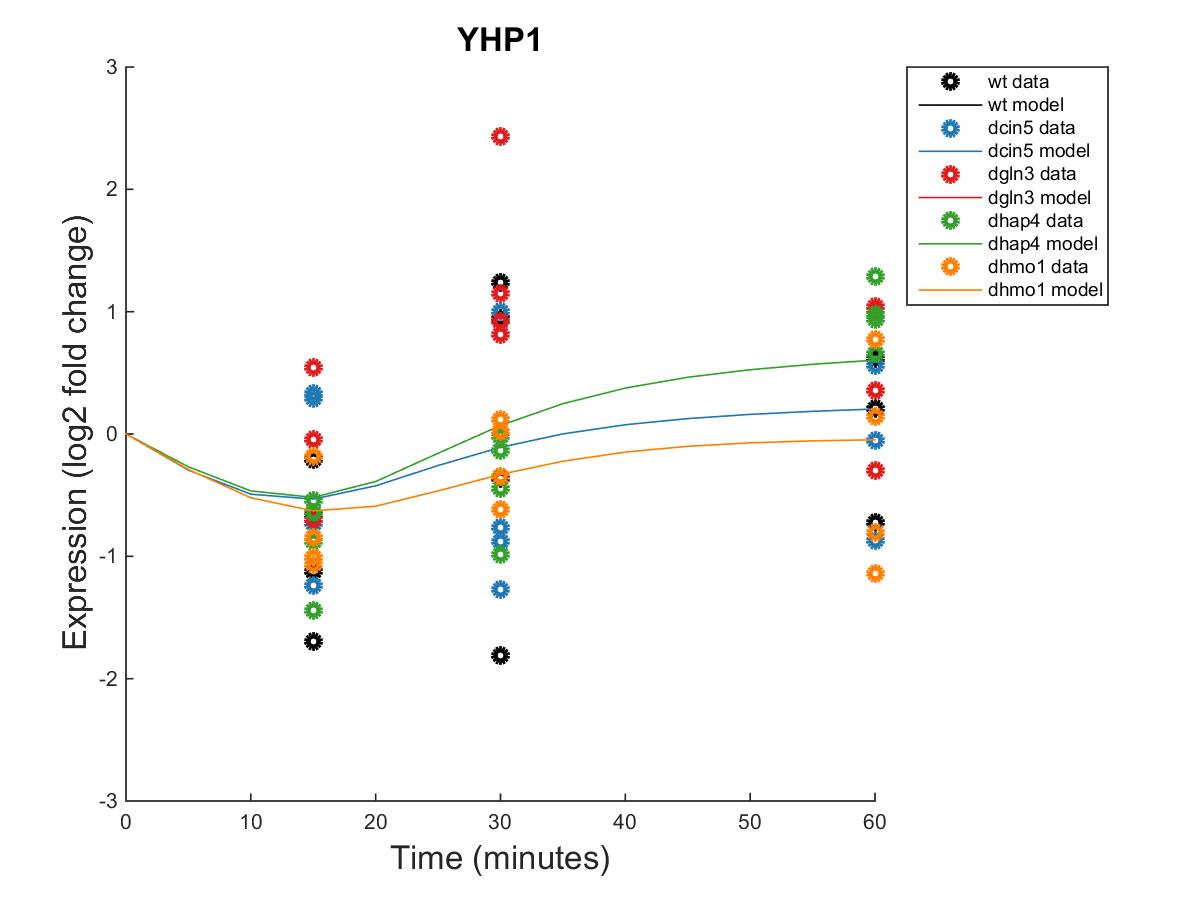 YHP1
3
2
1
0
-1
-2
-3
Expression (log2 fold change)
0 10 20 30 40 50 60
Time (minutes)
wt data
wt model
dcin5 data
dcin5 model
dgln3 data
dgln3 model
dhap4 data
dhap4 model
dhmo1 data
dhmo1 model